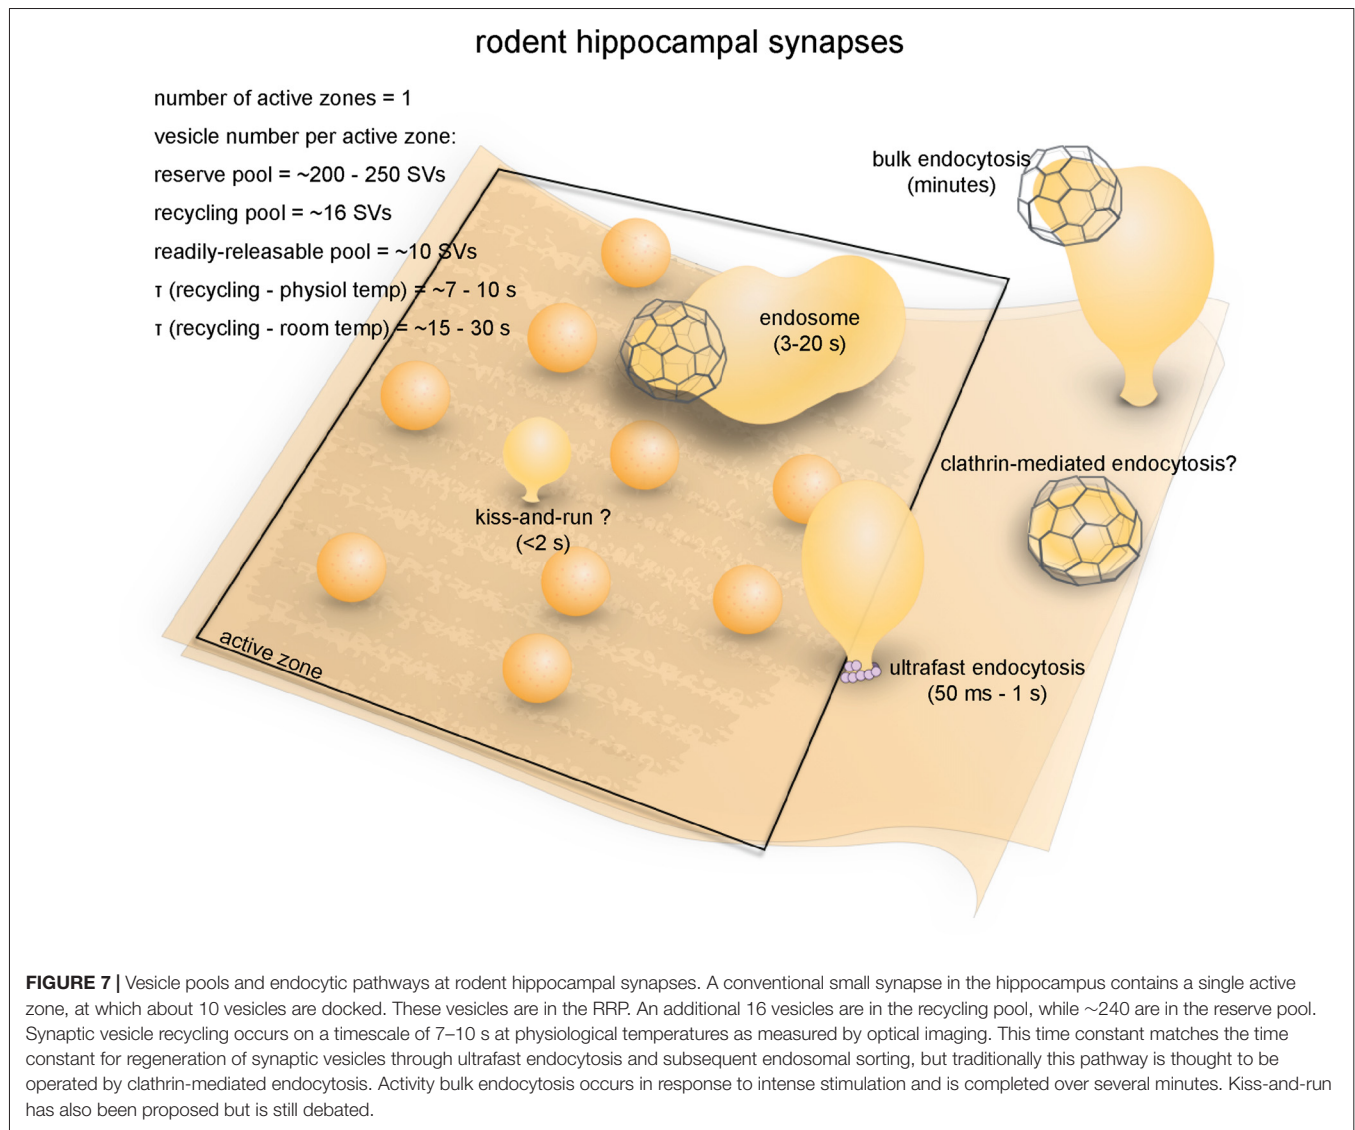 rodent hippocampal synapses
number of active zones = 1
vesicle number per active zone:
reserve pool = ~200 - 250 SVs
recycling pool = ~16 SVs
readily-releasable pool = ~10 SVs
τ (recycling - physiol temp) = ~7 - 10 s
τ (recycling - room temp) = ~15 - 30 s
bulk endocytosis
(minutes)
endosome
(3-20 s)
clathrin-mediated endocytosis?
kiss-and-run ?
(<2 s)
active zone
ultrafast endocytosis
(50 ms - 1 s)
FIGURE 7 | Vesicle pools and endocytic pathways at rodent hippocampal synapses. A conventional small synapse in the hippocampus contains a single active
zone, at which about 10 vesicles are docked. These vesicles are in the RRP. An additional 16 vesicles are in the recycling pool, while ∼240 are in the reserve pool.
Synaptic vesicle recycling occurs on a timescale of 7–10 s at physiological temperatures as measured by optical imaging. This time constant matches the time
constant for regeneration of synaptic vesicles through ultrafast endocytosis and subsequent endosomal sorting, but traditionally this pathway is thought to be
operated by clathrin-mediated endocytosis. Activity bulk endocytosis occurs in response to intense stimulation and is completed over several minutes. Kiss-and-run
has also been proposed but is still debated.